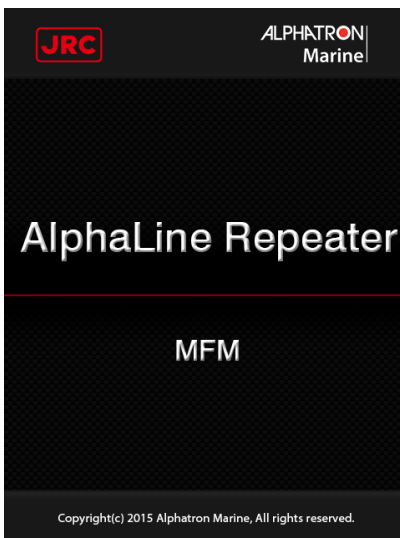 JRC
ALPHATRON
Marine
AlphaLine Repeater
MFM
Copyright(c) 2015 Alphatron Marine, All rights reserved.